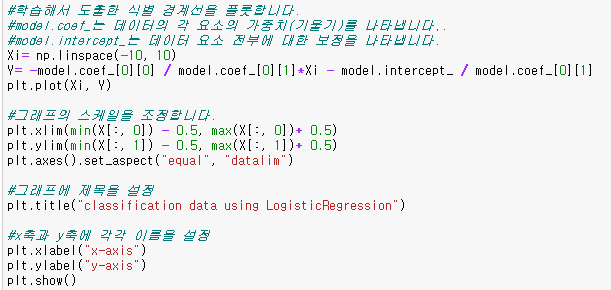 #학습해서 도출한 식별 경계선을 플롯합니다.
#model.coef_는 데이터의 각 요소의 가중치(기울기)를 나타냅니다..
#model.intercept_는 데이터 요소 전부에 대한 보정을 나타냅니다.
Xi= np.linspace(-10, 10)
Y= -model.coef_[0][0] / model.coef_[0][1]*Xi - model.intercept_ / model.coef_[0][1]
plt.plot(Xi, Y)
#그래프의 스케일을 조정합니다.
plt.xlim(min(X[:, 0]) - 0.5, max(X[:, 0])+ 0.5)
plt.ylim(min(X[:, 1]) - 0.5, max(X[:, 1])+ 0.5)
plt.axes().set_aspect("equal", "datalim")
#그래프에 제목을 설정
plt.title("classification data using LogisticRegression")
#x축과 y축에 각각 이름을 설정
plt.xlabel("x-axis")
plt.ylabel("y-axis")
plt.show()